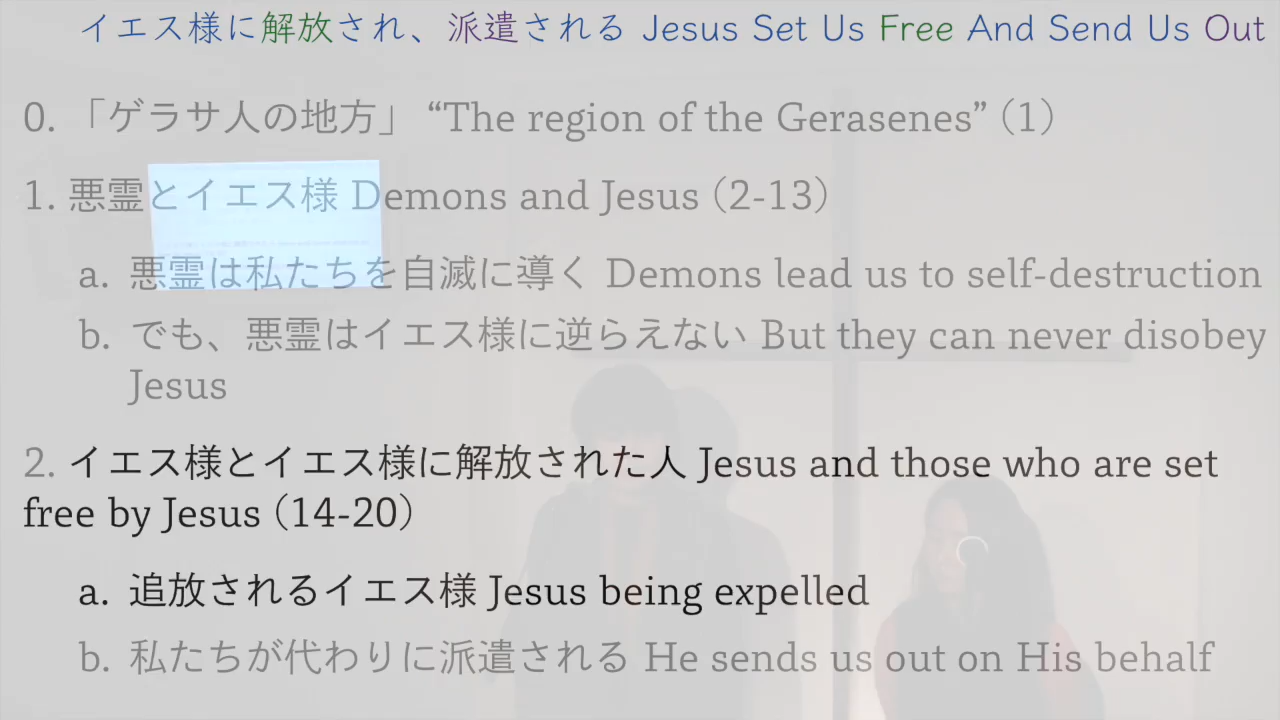 イエス様に解放され、派遣される Jesus Set Us Free And Send Us Out
0. 「ゲラサ人の地方」 “The region of the Gerasenes” (1)
1. 悪霊とイエス様 Demons and Jesus (2-13)
a. 悪霊は私たちを自滅に導く Demons lead us to self-destruction
b. でも、悪霊はイエス様に逆らえない But they can never disobey
Jesus
2. イエス様とイエス様に解放された人 Jesus and those who are set
free by Jesus (14-20)
a. 追放されるイエス様 Jesus being expelled
b. 私たちが代わりに派遣される He sends us out on His behalf